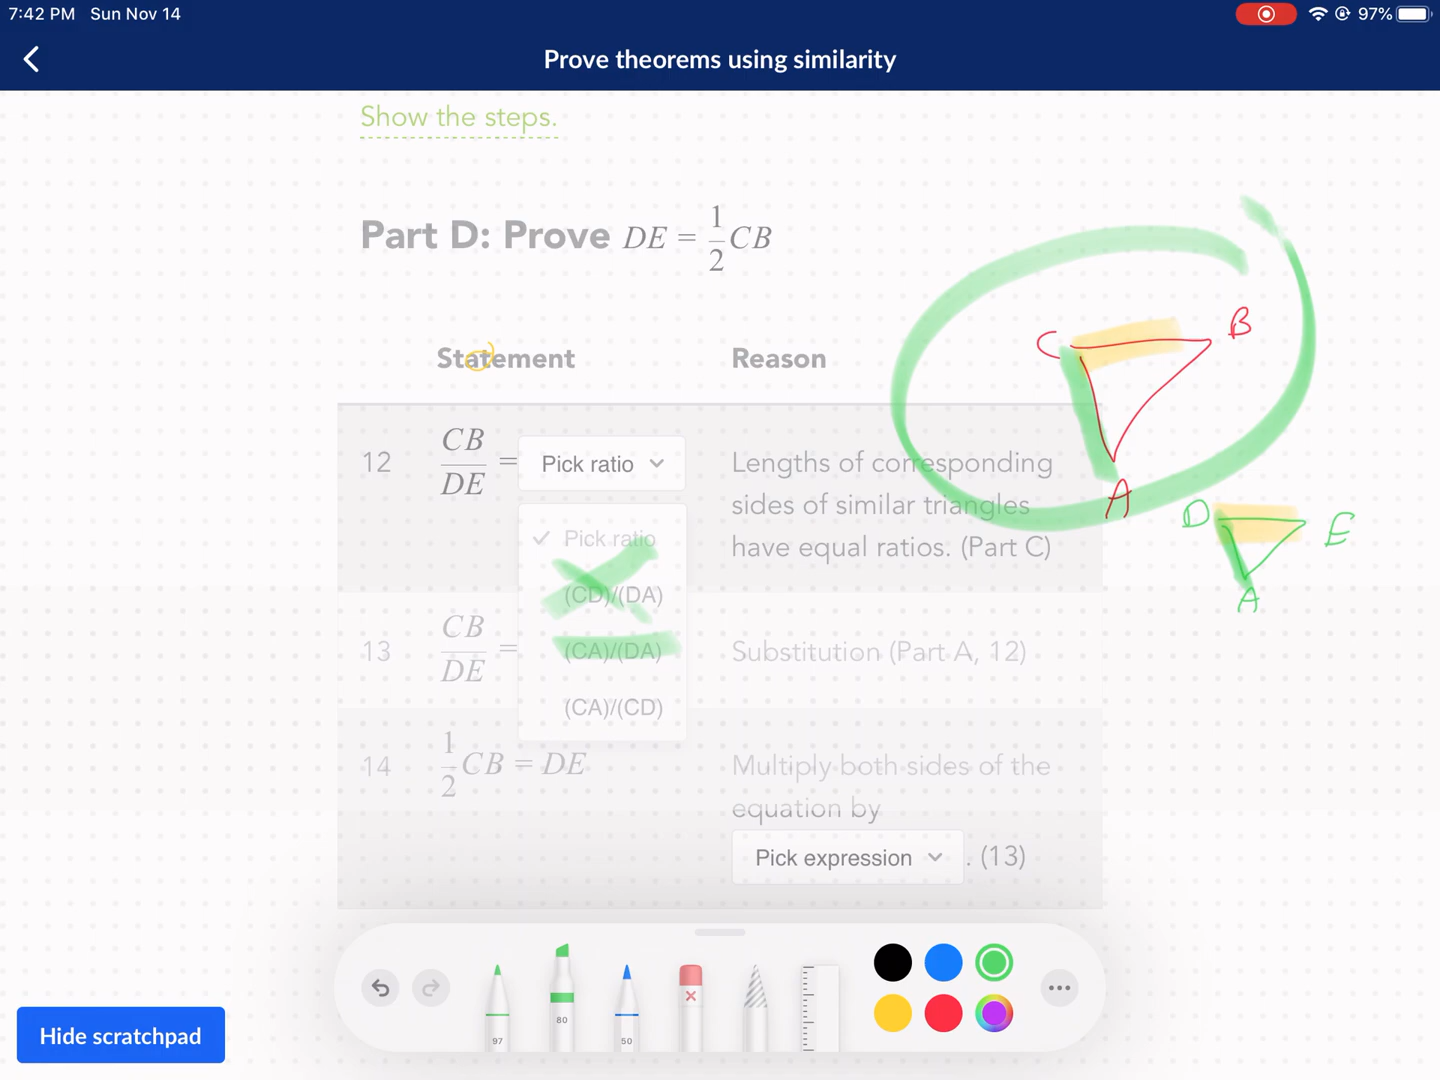 7:42 PM Sun Nov 14
97%
Prove theorems using similarity
Show the steps.
Part D: Prove DE = 1/2 CB
Statement Reason
12 CB/DE = Pick ratio
Lengths of corresponding
sides of similar triangles
have equal ratios. (Part C)
✓ Pick ratio
(CD)/(DA)
(CA)/(DA)
(CA)/(CD)
13 CB/DE = Substitution (Part A, 12)
14 1/2 CB = DE
Multiply both sides of the
equation by
Pick expression . (13)
C B
A
D E
A
97 80 50
Hide scratchpad